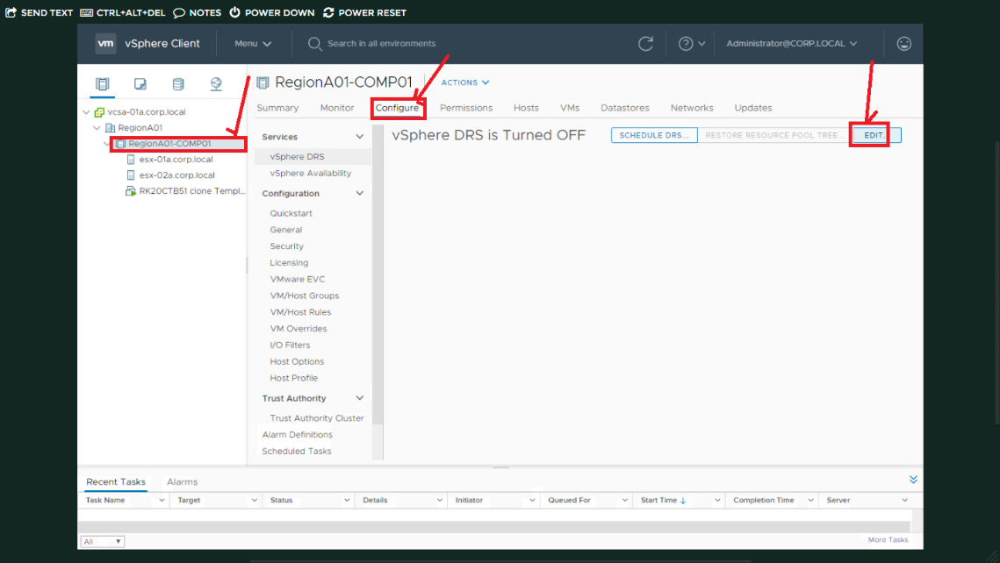 SEND TEXT CTRL+ALT+DEL NOTES POWER DOWN POWER RESET
vm vSphere Client Menu Search in all environments Administrator@CORP.LOCAL
RegionA01-COMP01 ACTIONS
Summary Monitor Configure Permissions Hosts VMs Datastores Networks Updates
vcsa-01a.corp.local
RegionA01
RegionA01-COMP01
esx-01a.corp.local
esx-02a.corp.local
RK20CTB51 clone Templ...
Services
vSphere DRS
vSphere Availability
Configuration
Quickstart
General
Security
Licensing
VMware EVC
VM/Host Groups
VM/Host Rules
VM Overrides
I/O Filters
Host Options
Host Profile
Trust Authority
Trust Authority Cluster
Alarm Definitions
Scheduled Tasks
vSphere DRS is Turned OFF SCHEDULE DRS... RESTORE RESOURCE POOL TREE... EDIT...
Recent Tasks Alarms
Task Name Target Status Details Initiator Queued For Start Time ↓ Completion Time Server
All More Tasks